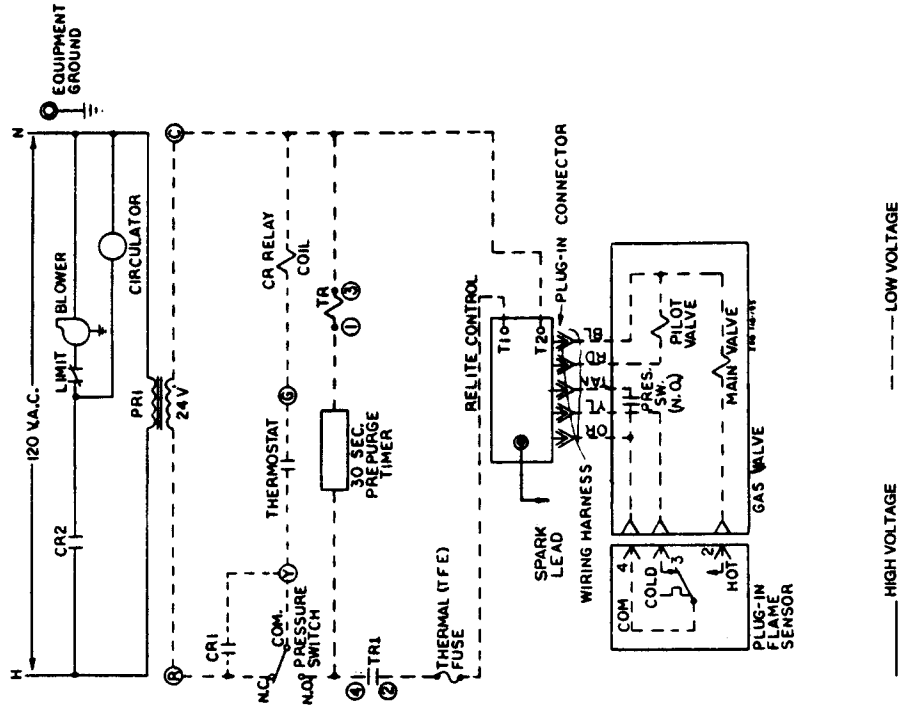 H
120 V.A.C.
N
EQUIPMENT
GROUND
CR2
LIMIT
BLOWER
CIRCULATOR
PRI
24 V.
R
C
CR1
Y
THERMOSTAT
G
CR RELAY
COIL
N.C.
COM.
N.O.
PRESSURE
SWITCH
30 SEC.
PREPURGE
TIMER
1
TR
3
4
TR1
2
THERMAL (TFE)
FUSE
RELITE CONTROL
T1
T2
PLUG-IN CONNECTOR
SPARK
LEAD
WIRING HARNESS
OR
YL
TAN
RD
BL
PRES.
SW.
(N.O.)
PILOT
VALVE
MAIN VALVE
GAS VALVE
COM
4
COLD
3
HOT
2
PLUG-IN
FLAME
SENSOR
HIGH VOLTAGE
LOW VOLTAGE